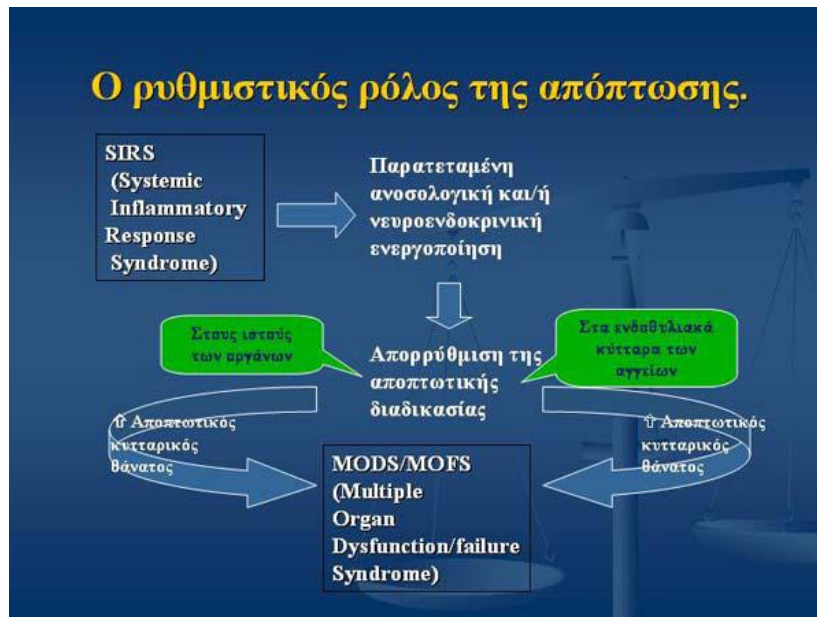 Ο ρυθμιστικός ρόλος της απόπτωσης.
SIRS
(Systemic
Inflammatory
Response
Syndrome)
Παρατεταμένη
ανοσολογική και/ή
νευροενδοκρινική
ενεργοποίηση
Στους ιστούς
των οργάνων
Απορρύθμιση της
αποπτωτικής
διαδικασίας
Στα ενδοθυλιακά
κύτταρα των
αγγείων
⇧ Αποπτωτικός
κυτταρικός
θάνατος
⇧ Αποπτωτικός
κυτταρικός
θάνατος
MODS/MOFS
(Multiple
Organ
Dysfunction/failure
Syndrome)